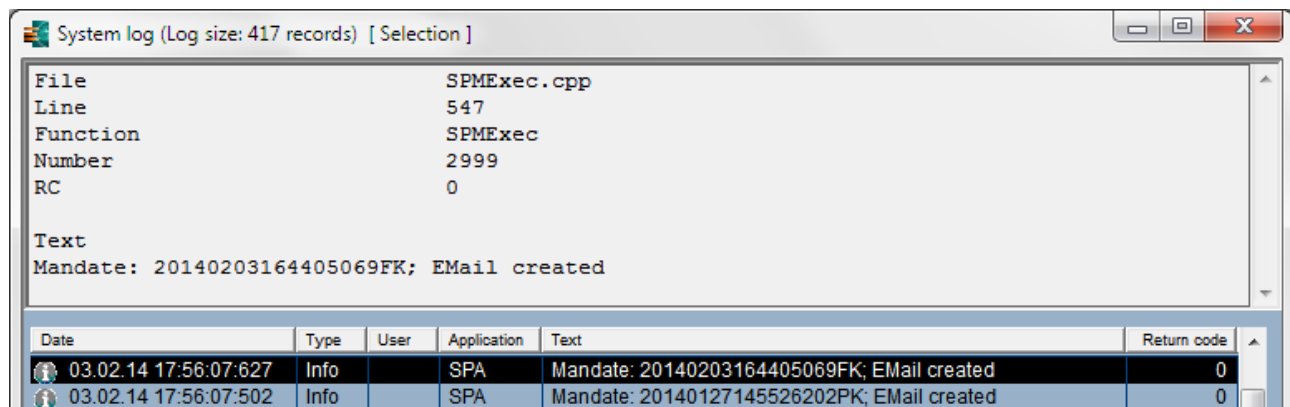 System log (Log size: 417 records) [ Selection ]
File SPMExec.cpp
Line 547
Function SPMExec
Number 2999
RC 0
Text
Mandate: 20140203164405069FK; EMail created
Date Type User Application Text Return code
03.02.14 17:56:07:627 Info SPA Mandate: 20140203164405069FK; EMail created 0
03.02.14 17:56:07:502 Info SPA Mandate: 20140127145526202PK; EMail created 0